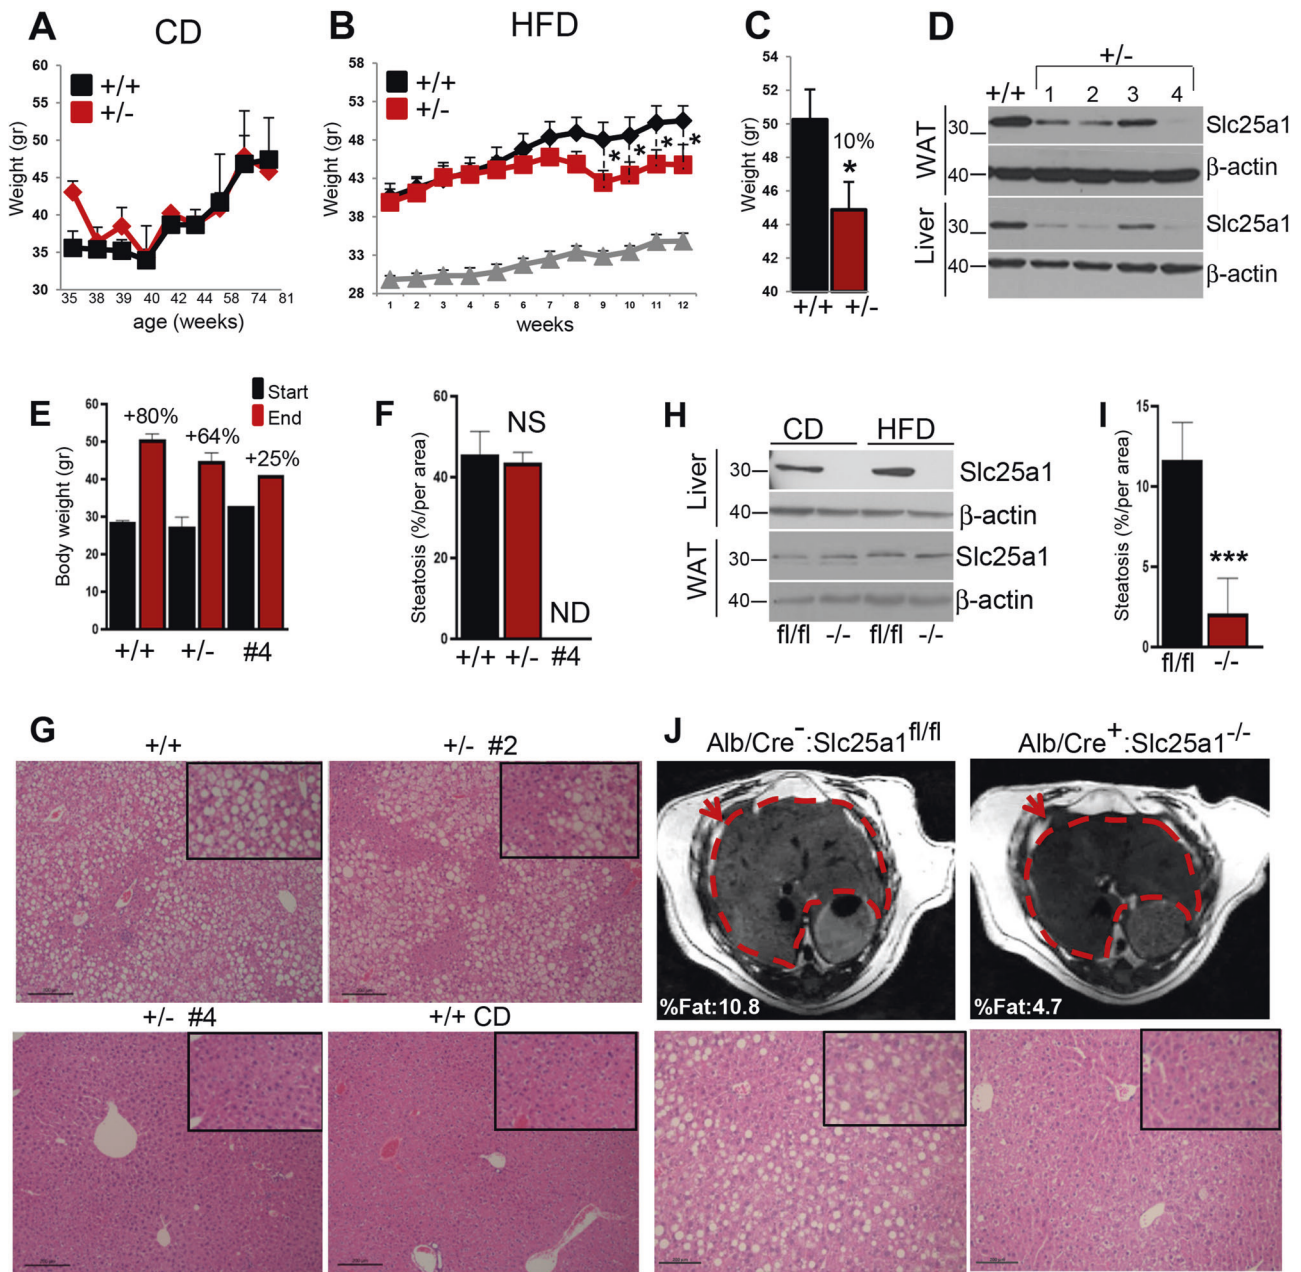 A CD
60
55
50
45
40
35
30
Weight (gr)
+/+
+/-
35 38 39 40 42 44 58 74 81
age (weeks)
B HFD
58
53
48
43
38
33
28
Weight (gr)
+/+
+/-
* * * *
1 2 3 4 5 6 7 8 9 10 11 12
weeks
C
54
52
50
48
46
44
42
40
Weight (gr)
10%
*
+/+ +/-
D
+/-
+/+ 1 2 3 4
WAT
30 Slc25a1
40 β-actin
Liver
30 Slc25a1
40 β-actin
E
Start
End
60
50
40
30
20
10
0
Body weight (gr)
+80%
+64%
+25%
+/+ +/- #4
F
60
40
20
0
Steatosis (%/per area)
NS
ND
+/+ +/- #4
H
CD HFD
Liver
30 Slc25a1
40 β-actin
WAT
30 Slc25a1
40 β-actin
fl/fl -/- fl/fl -/-
I
15
10
5
0
Steatosis (%/per area)
***
fl/fl -/-
G
+/+ +/- #2
+/- #4 +/+ CD
J
Alb/Cre⁻:Slc25a1fl/fl Alb/Cre⁺:Slc25a1-/-
%Fat:10.8 %Fat:4.7